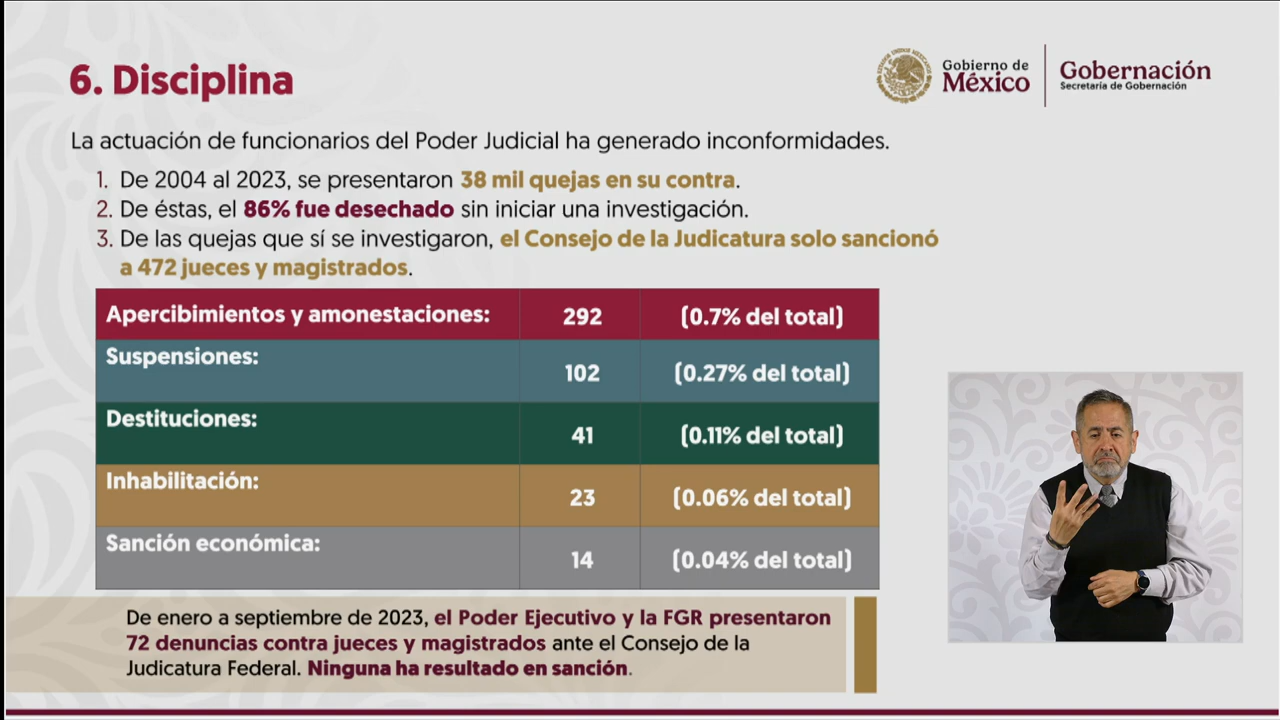 6. Disciplina
Gobierno de
México
Gobernación
Secretaría de Gobernación
La actuación de funcionarios del Poder Judicial ha generado inconformidades.
1. De 2004 al 2023, se presentaron 38 mil quejas en su contra.
2. De éstas, el 86% fue desechado sin iniciar una investigación.
3. De las quejas que sí se investigaron, el Consejo de la Judicatura solo sancionó
a 472 jueces y magistrados.
Apercibimientos y amonestaciones: 292 (0.7% del total)
Suspensiones: 102 (0.27% del total)
Destituciones: 41 (0.11% del total)
Inhabilitación: 23 (0.06% del total)
Sanción económica: 14 (0.04% del total)
De enero a septiembre de 2023, el Poder Ejecutivo y la FGR presentaron
72 denuncias contra jueces y magistrados ante el Consejo de la
Judicatura Federal. Ninguna ha resultado en sanción.